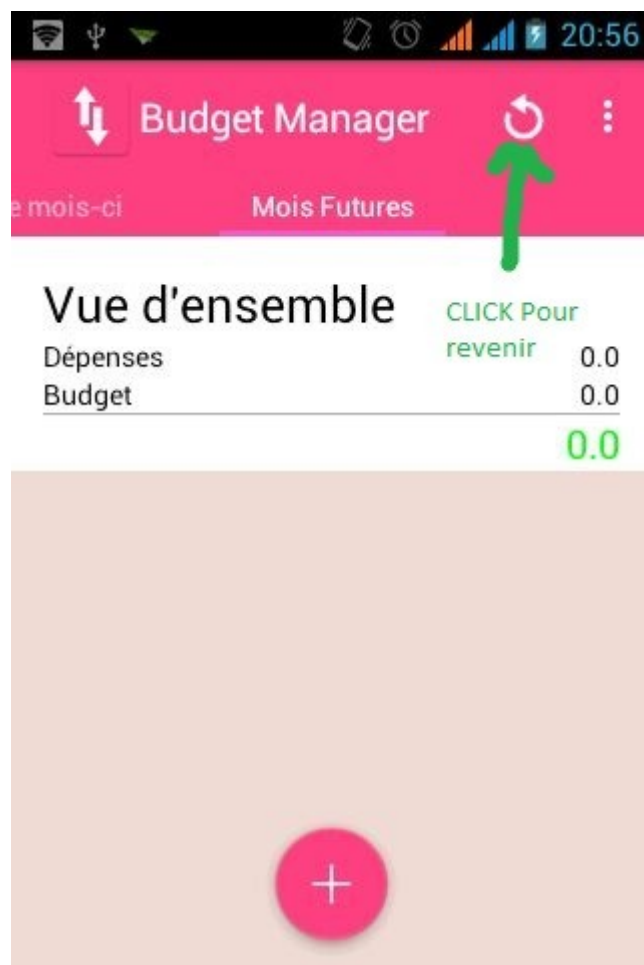 20:56
Budget Manager
e mois-ci Mois Futures
Vue d'ensemble
CLICK Pour
revenir
Dépenses 0.0
Budget 0.0
0.0